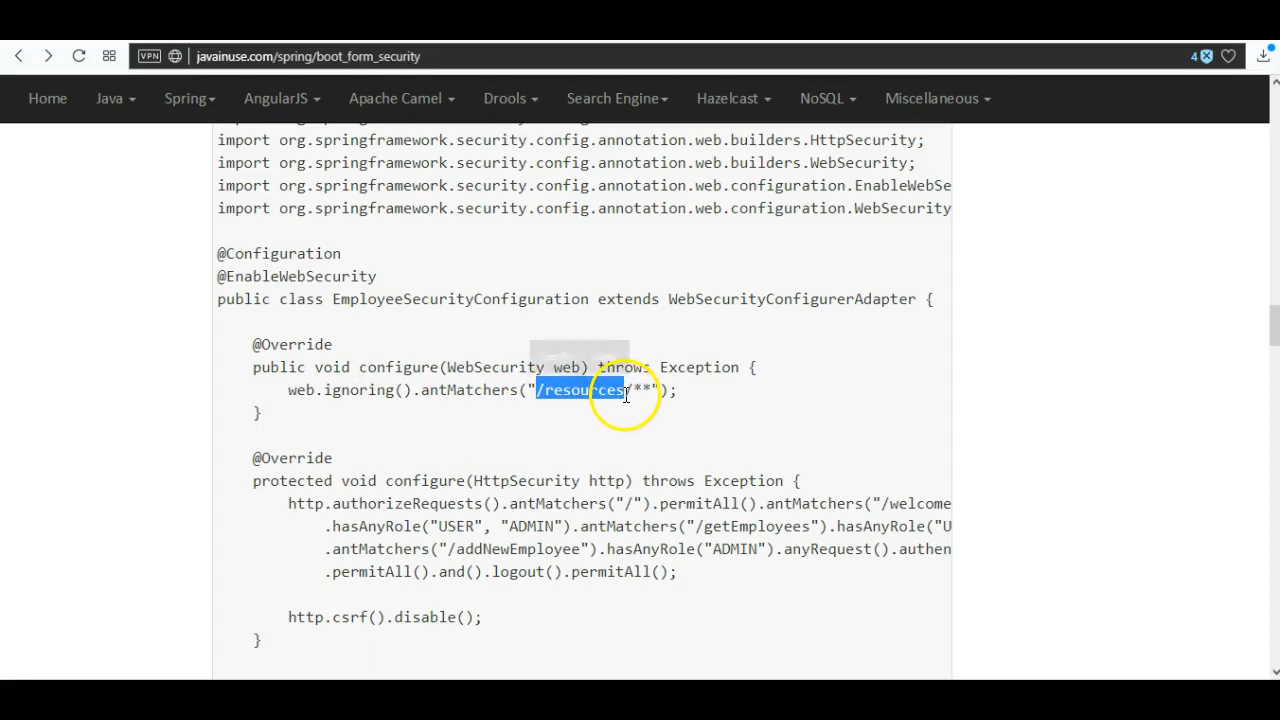 VPN javainuse.com/spring/boot_form_security 4
Home Java Spring AngularJS Apache Camel Drools Search Engine Hazelcast NoSQL Miscellaneous
import org.springframework.security.config.annotation.web.builders.HttpSecurity;
import org.springframework.security.config.annotation.web.builders.WebSecurity;
import org.springframework.security.config.annotation.web.configuration.EnableWebSe
import org.springframework.security.config.annotation.web.configuration.WebSecurity
@Configuration
@EnableWebSecurity
public class EmployeeSecurityConfiguration extends WebSecurityConfigurerAdapter {
@Override
public void configure(WebSecurity web) throws Exception {
web.ignoring().antMatchers("/resources/**");
}
@Override
protected void configure(HttpSecurity http) throws Exception {
http.authorizeRequests().antMatchers("/").permitAll().antMatchers("/welcome
.hasAnyRole("USER", "ADMIN").antMatchers("/getEmployees").hasAnyRole("U
.antMatchers("/addNewEmployee").hasAnyRole("ADMIN").anyRequest().authen
.permitAll().and().logout().permitAll();
http.csrf().disable();
}